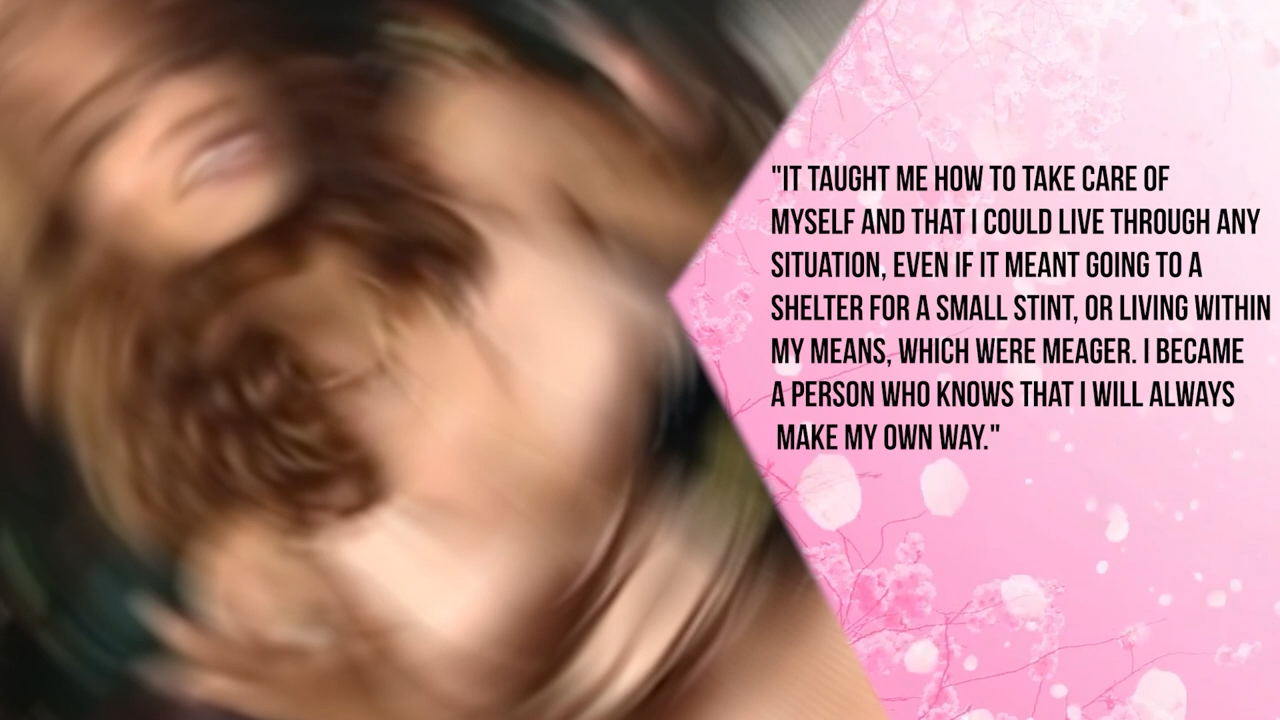 "IT TAUGHT ME HOW TO TAKE CARE OF
MYSELF AND THAT I COULD LIVE THROUGH ANY
SITUATION, EVEN IF IT MEANT GOING TO A
SHELTER FOR A SMALL STINT, OR LIVING WITHIN
MY MEANS, WHICH WERE MEAGER. I BECAME
A PERSON WHO KNOWS THAT I WILL ALWAYS
MAKE MY OWN WAY."